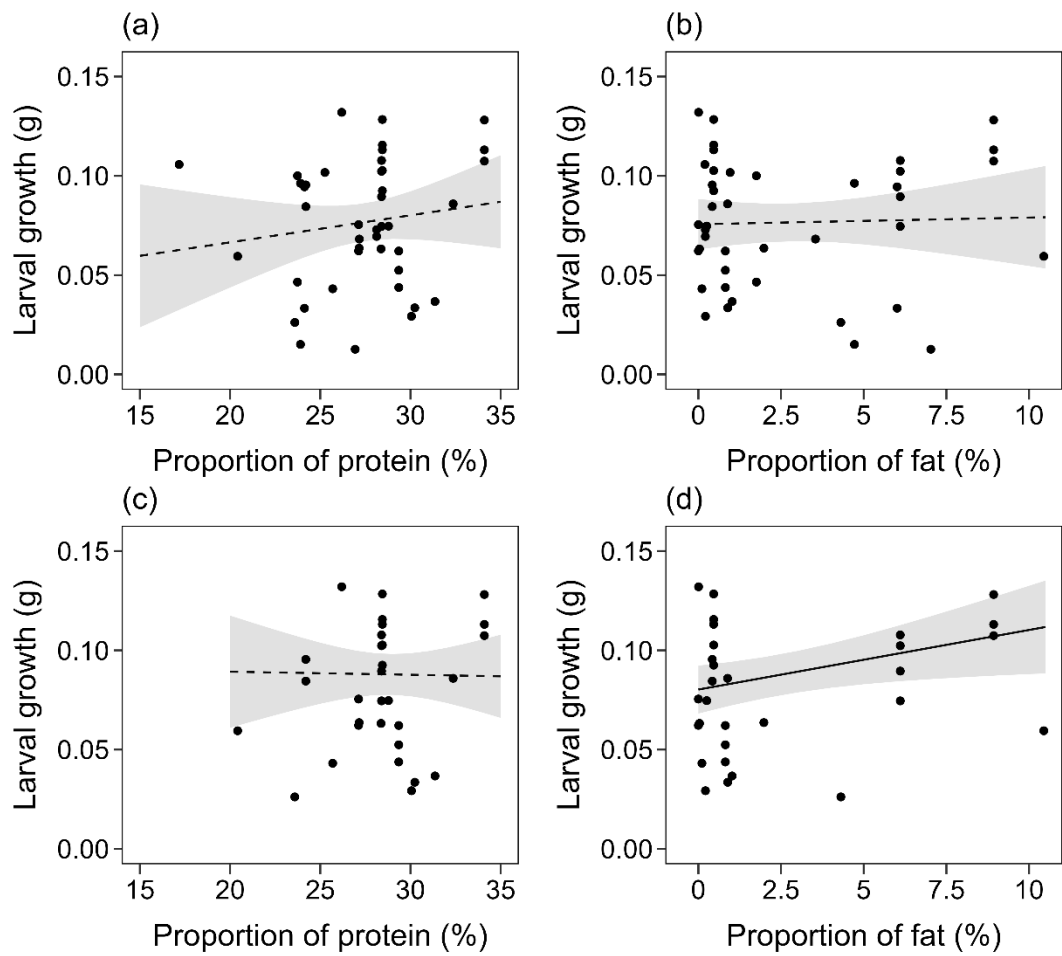 (a)
0.15
0.10
0.05
0.00
Larval growth (g)
15 20 25 30 35
Proportion of protein (%)
(b)
0.15
0.10
0.05
0.00
Larval growth (g)
0 2.5 5 7.5 10
Proportion of fat (%)
(c)
0.15
0.10
0.05
0.00
Larval growth (g)
15 20 25 30 35
Proportion of protein (%)
(d)
0.15
0.10
0.05
0.00
Larval growth (g)
0 2.5 5 7.5 10
Proportion of fat (%)